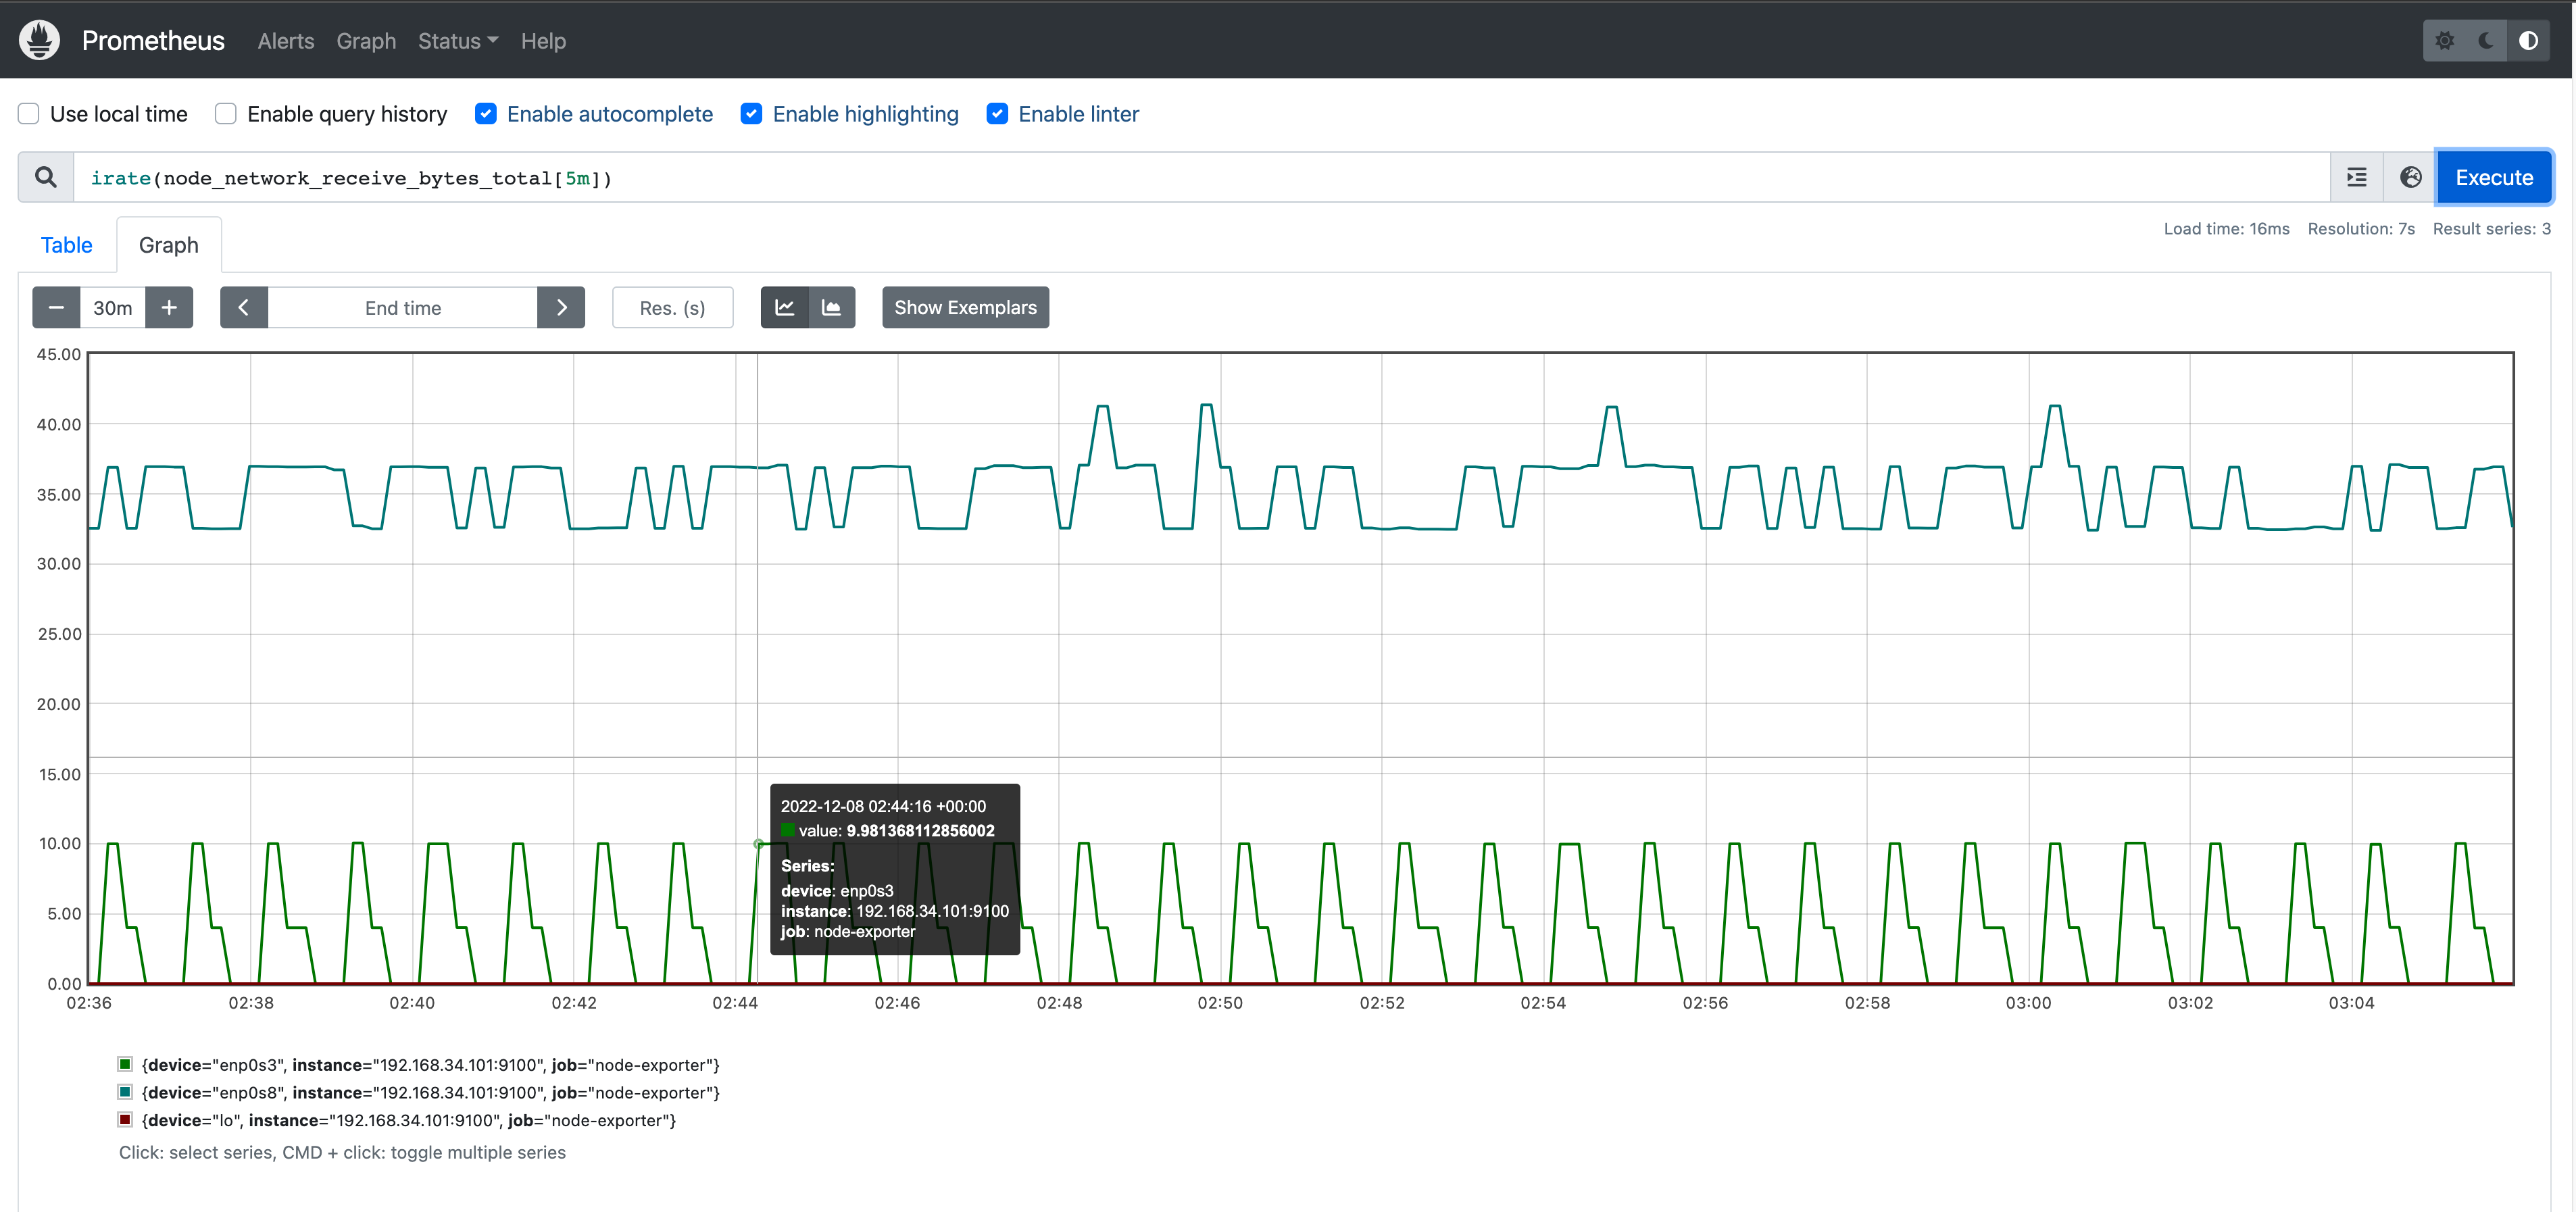 Prometheus Alerts Graph Status Help
Use local time Enable query history Enable autocomplete Enable highlighting Enable linter
irate(node_network_receive_bytes_total[5m])
Execute
Table Graph
Load time: 16ms Resolution: 7s Result series: 3
30m End time Res. (s) Show Exemplars
45.00
40.00
35.00
30.00
25.00
20.00
15.00
10.00
5.00
0.00
2022-12-08 02:44:16 +00:00
value: 9.981368112856002
Series:
device: enp0s3
instance: 192.168.34.101:9100
job: node-exporter
02:36 02:38 02:40 02:42 02:44 02:46 02:48 02:50 02:52 02:54 02:56 02:58 03:00 03:02 03:04
{device="enp0s3", instance="192.168.34.101:9100", job="node-exporter"}
{device="enp0s8", instance="192.168.34.101:9100", job="node-exporter"}
{device="lo", instance="192.168.34.101:9100", job="node-exporter"}
Click: select series, CMD + click: toggle multiple series